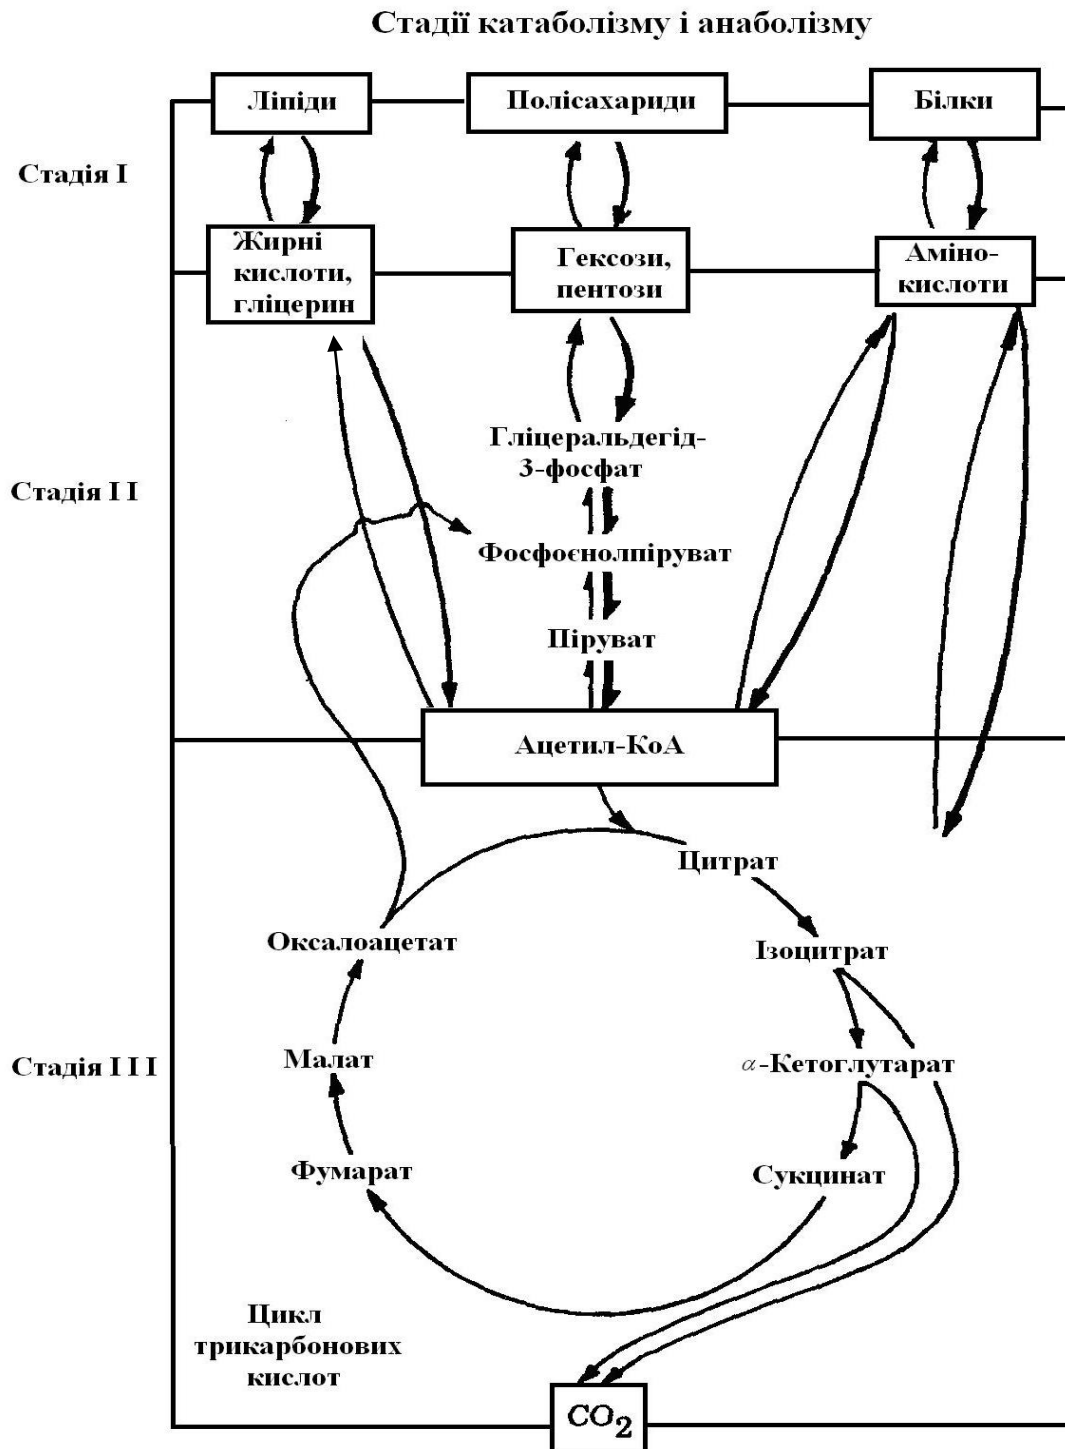 Стадії катаболізму і анаболізму
Ліпіди
Полісахариди
Білки
Стадія I
Жирні
кислоти,
гліцерин
Гексози,
пентози
Аміно-
кислоти
Гліцеральдегід-
3-фосфат
Стадія I I
Фосфоєнолпіруват
Піруват
Ацетил-КоА
Цитрат
Оксалоацетат
Ізоцитрат
Стадія I I I
Малат
α-Кетоглутарат
Фумарат
Сукцинат
Цикл
трикарбонових
кислот
CO2